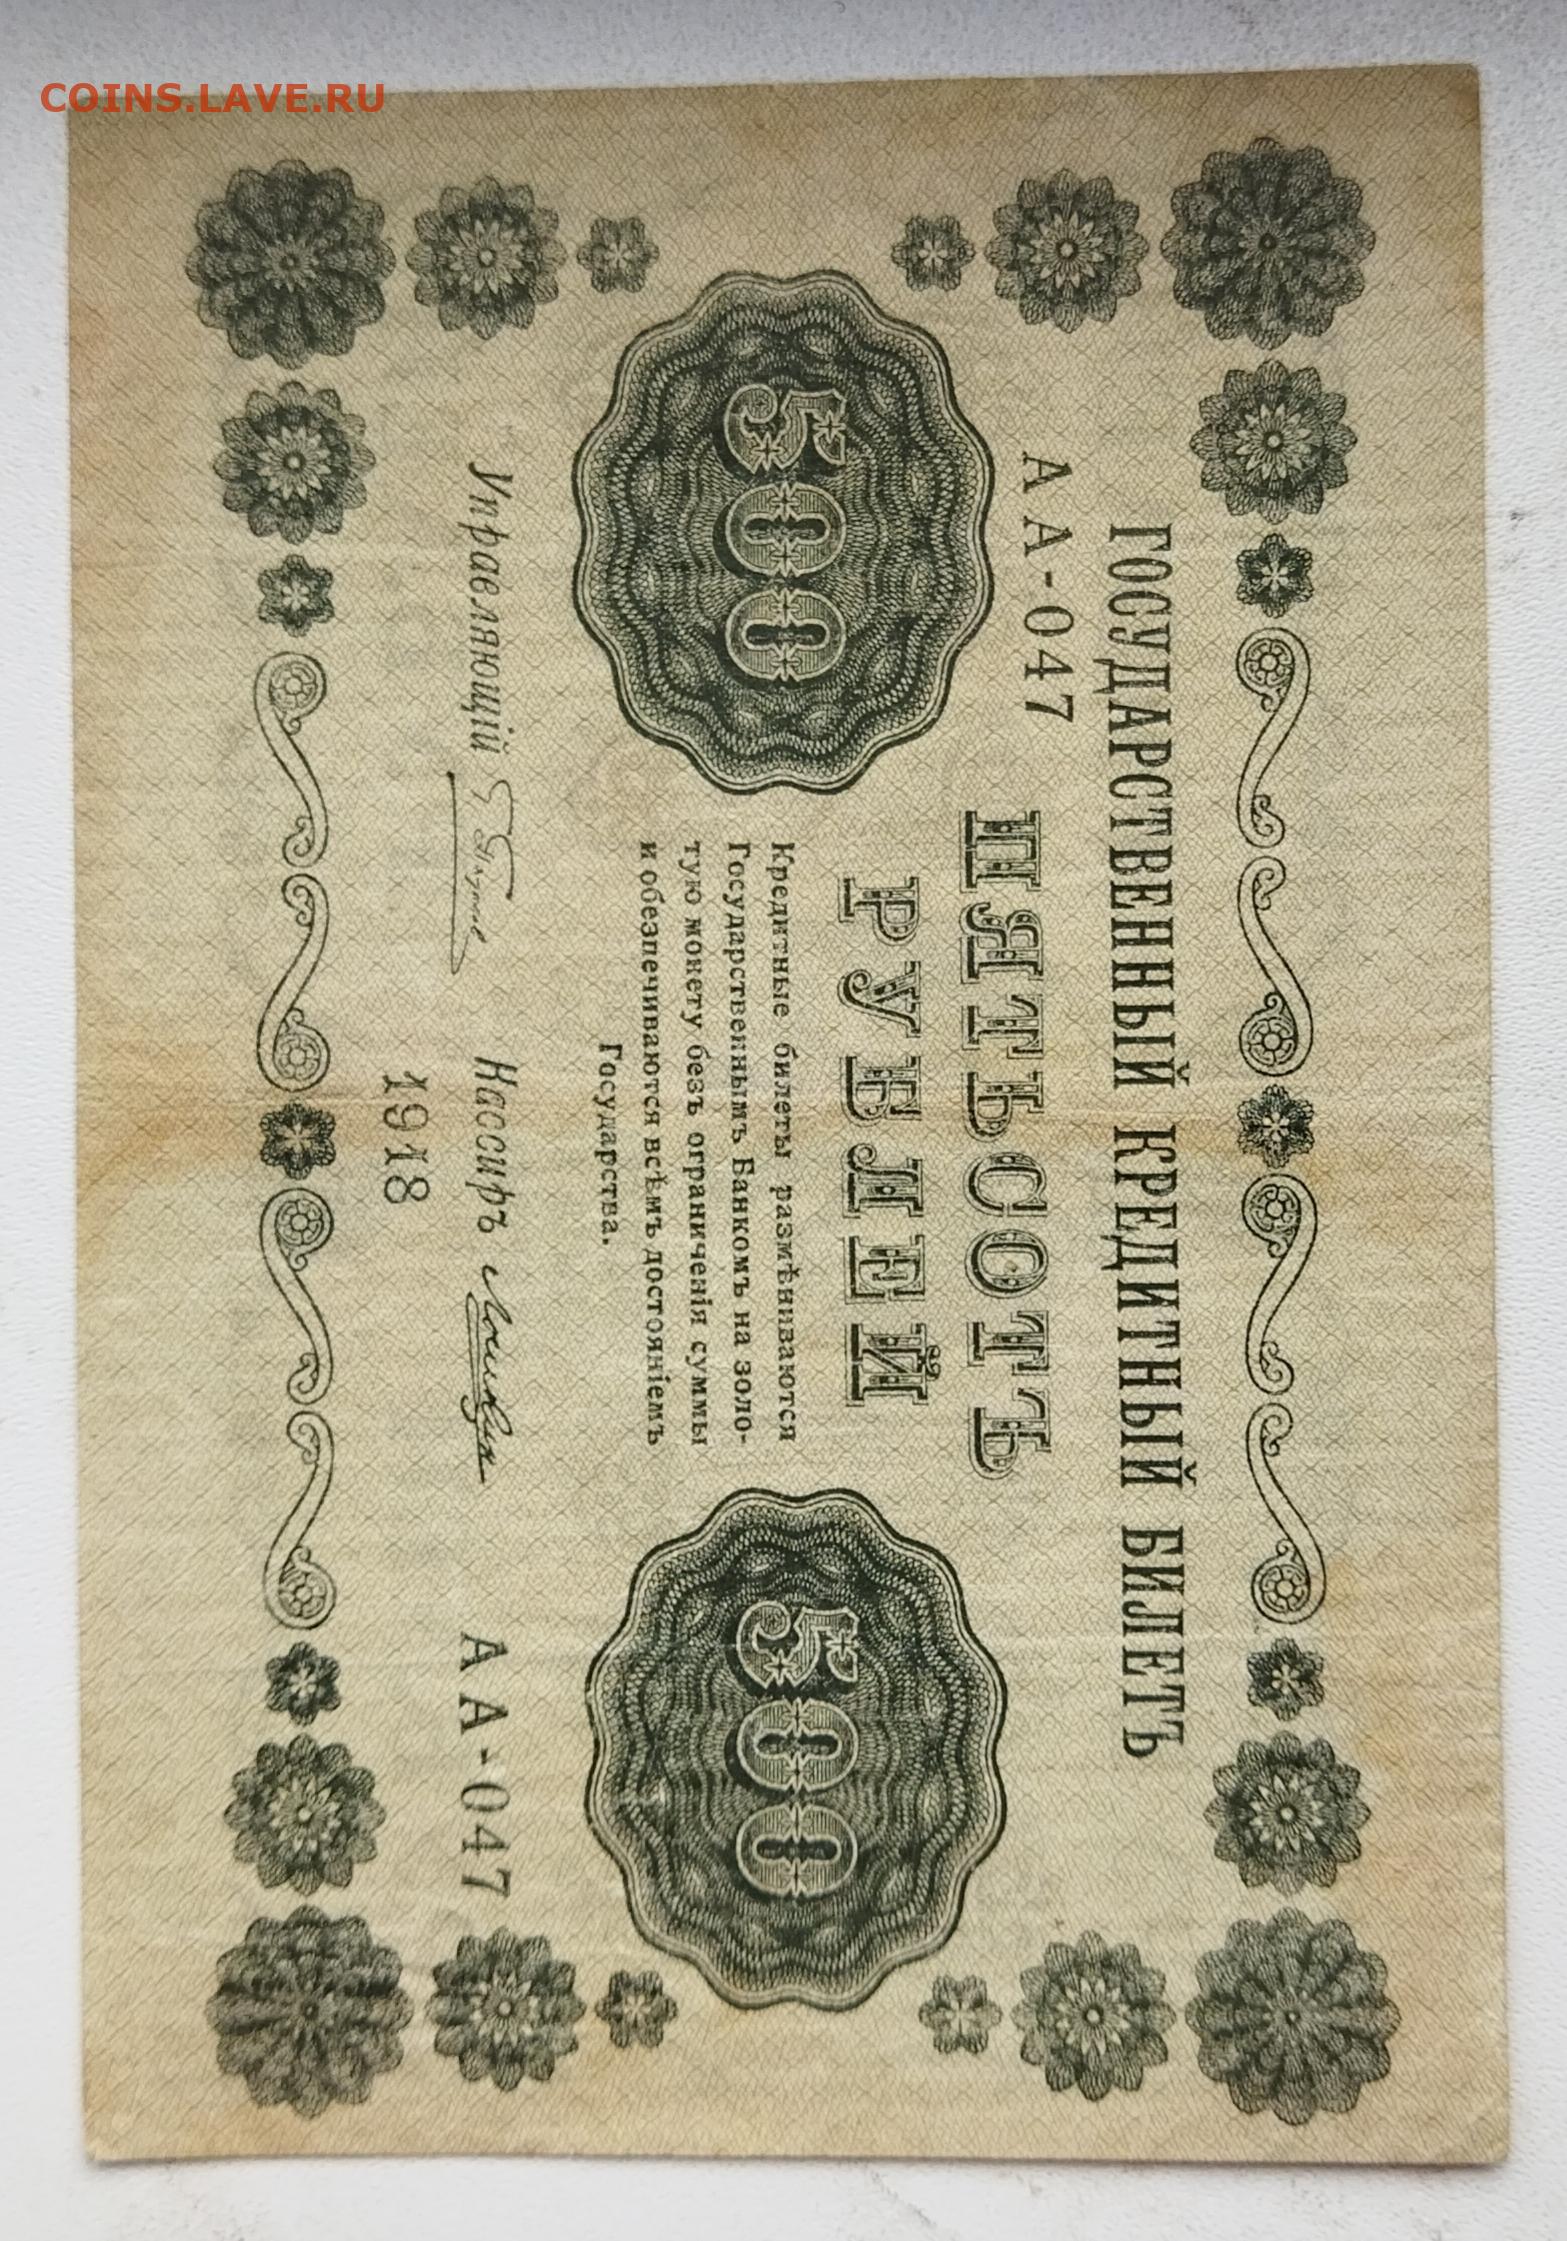 COINS.LAVE.RU
ГОСУДАРСТВЕННЫЙ КРЕДИТНЫЙ БИЛЕТЪ
АА-047
ПЯТЬСОТЪ
РУБЛЕЙ
500
500
Кредитные билеты размѣниваются
Государственнымъ Банкомъ на золо-
тую монету безъ ограниченія суммы
и обезпечиваются всѣмъ достояніемъ
Государства.
Управляющій
Кассиръ
АА-047
1918